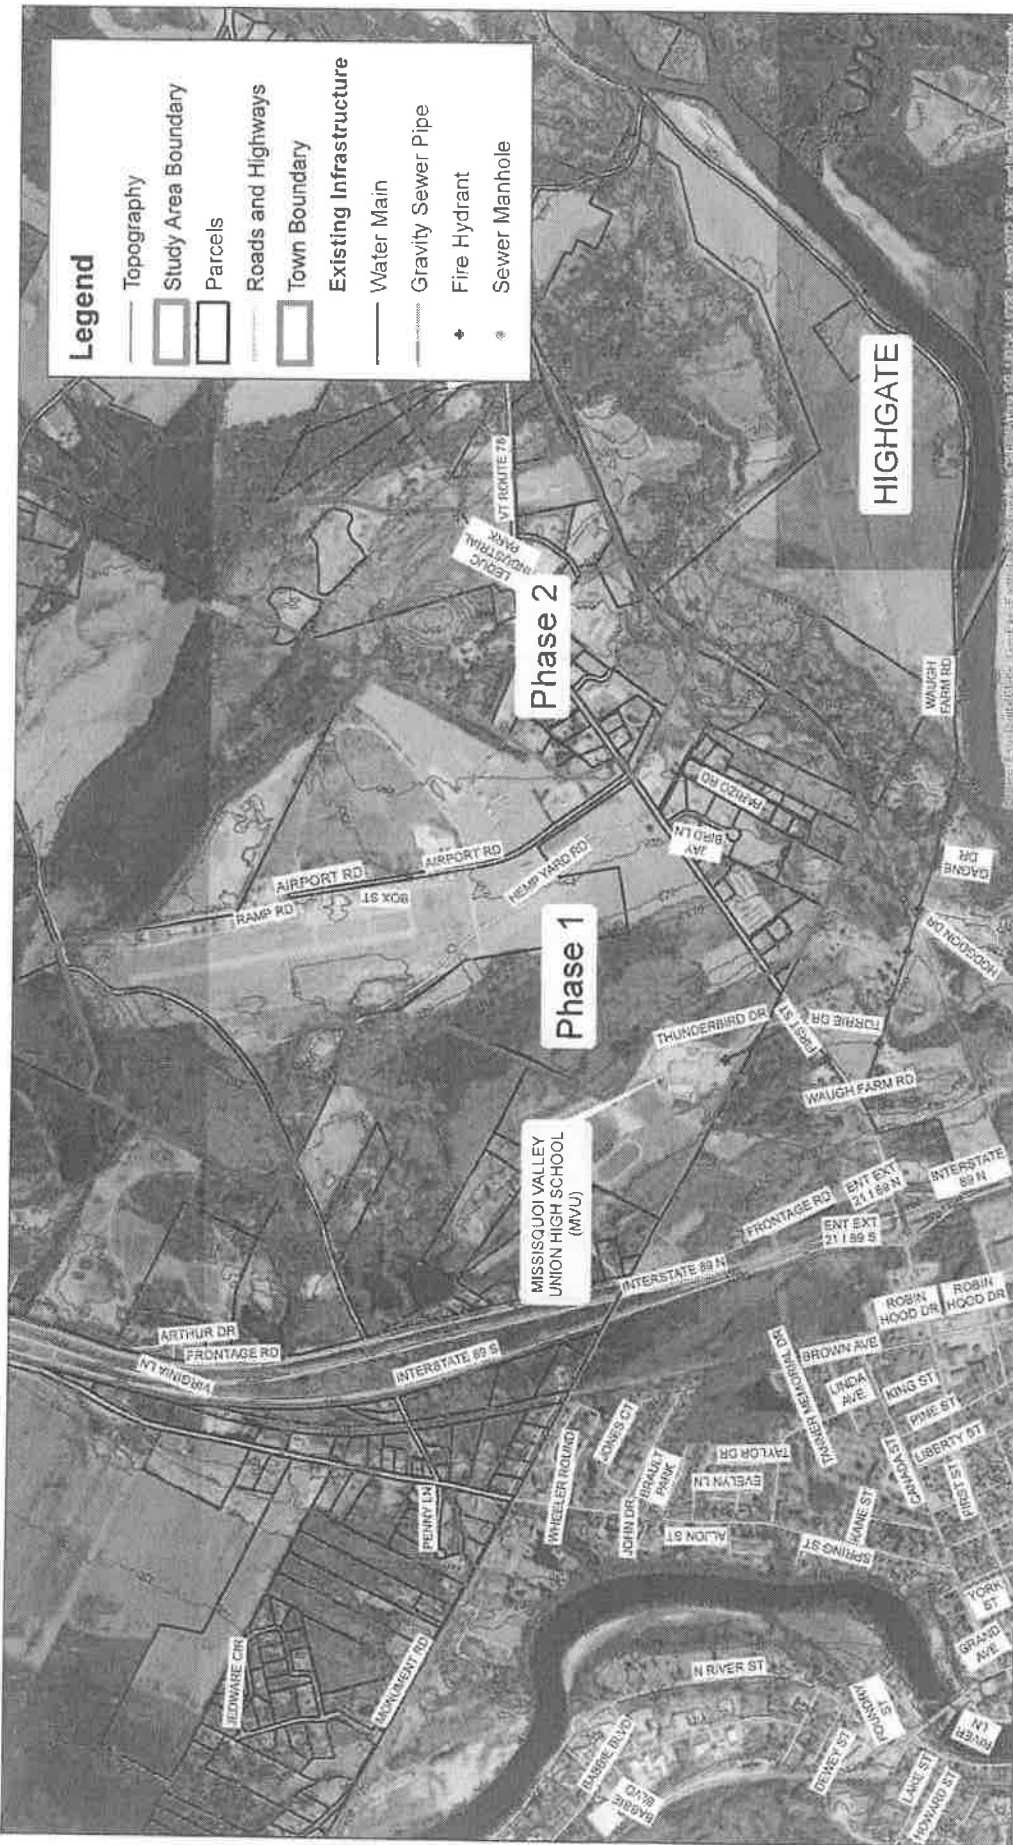 Legend
Topography
Study Area Boundary
Parcels
Roads and Highways
Town Boundary
Existing Infrastructure
Water Main
Gravity Sewer Pipe
Fire Hydrant
Sewer Manhole
HIGHGATE
Phase 2
Phase 1
VT ROUTE 78
LEDUC
INDUSTRIAL
PARK
AIRPORT RD
AIRPORT RD
RAMP RD
BOX ST
HEMP YARD RD
PARIZO RD
JAY
BIRD LN
WAUGH
FARM RD
GAGNE
DR
HODGDON DR
THUNDERBIRD DR
TORRIE DR
FIRST ST
WAUGH FARM RD
MISSISQUOI VALLEY
UNION HIGH SCHOOL
(MVU)
FRONTAGE RD
ENT EXT
21 I 89 N
ENT EXT
21 I 89 S
INTERSTATE
89 N
INTERSTATE 89 N
INTERSTATE 89 S
ARTHUR DR
FRONTAGE RD
VIRGINIA LN
ROBIN
HOOD DR
ROBIN
HOOD DR
BROWN AVE
TANNER MEMORIAL DR
LINDA
AVE
KING ST
PINE ST
LIBERTY ST
CANADA ST
FIRST ST
KANE ST
SPRING ST
YORK
ST
GRAND
AVE
TAYLOR DR
EVELYN LN
BRAVET
PARK
JONES CT
WHEELER ROUND
JOHN DR
ALLION ST
PENNY LN
JEDWARE CIR
MONUMENT RD
N RIVER ST
BABBIE BLVD
BABBIE
BLVD
FOUNDRY
ST
DEWEY ST
LAKE ST
HOWARD ST
RIVER
LN